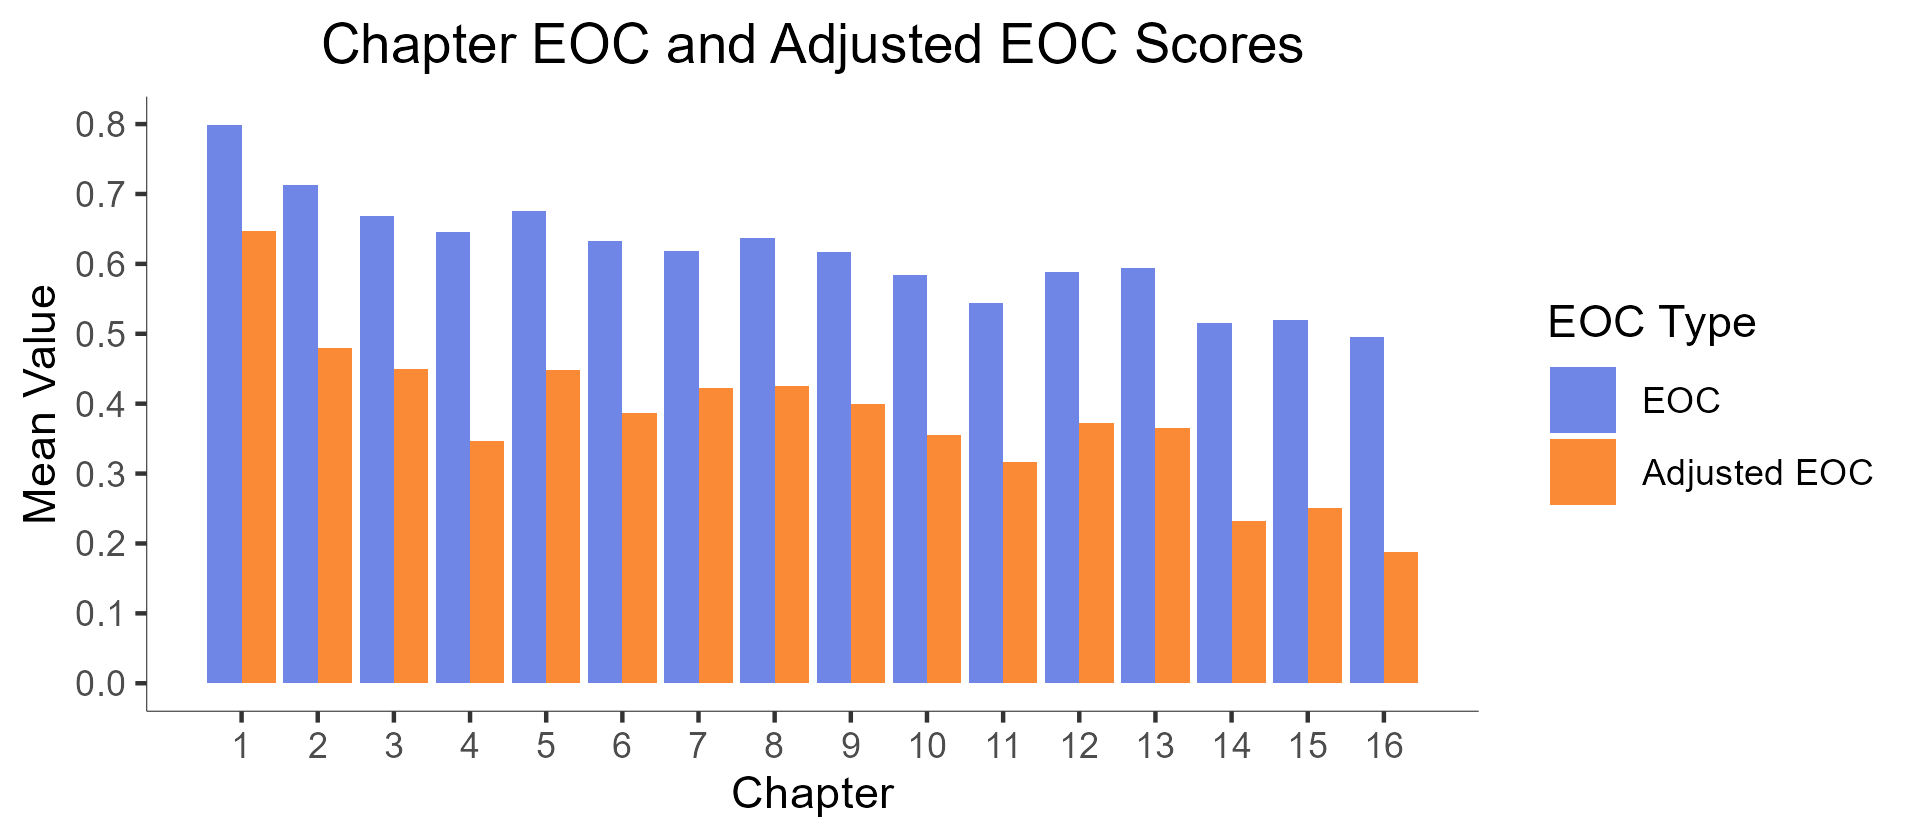 Chapter EOC and Adjusted EOC Scores
Mean Value
0.8
0.7
0.6
0.5
0.4
0.3
0.2
0.1
0.0
1 2 3 4 5 6 7 8 9 10 11 12 13 14 15 16
Chapter
EOC Type
EOC
Adjusted EOC